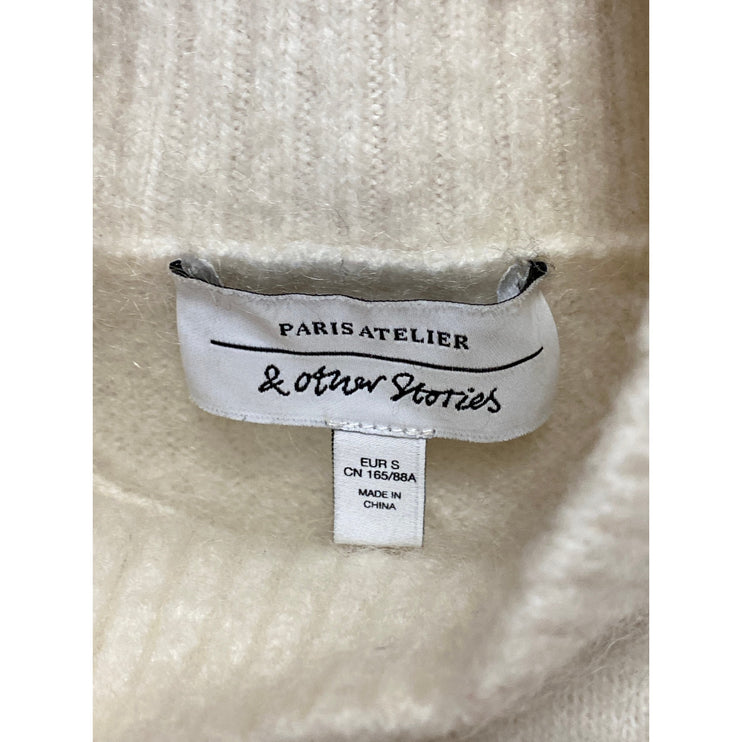 PARIS ATELIER
& other Stories
EUR S
CN 165/88A
MADE IN
CHINA